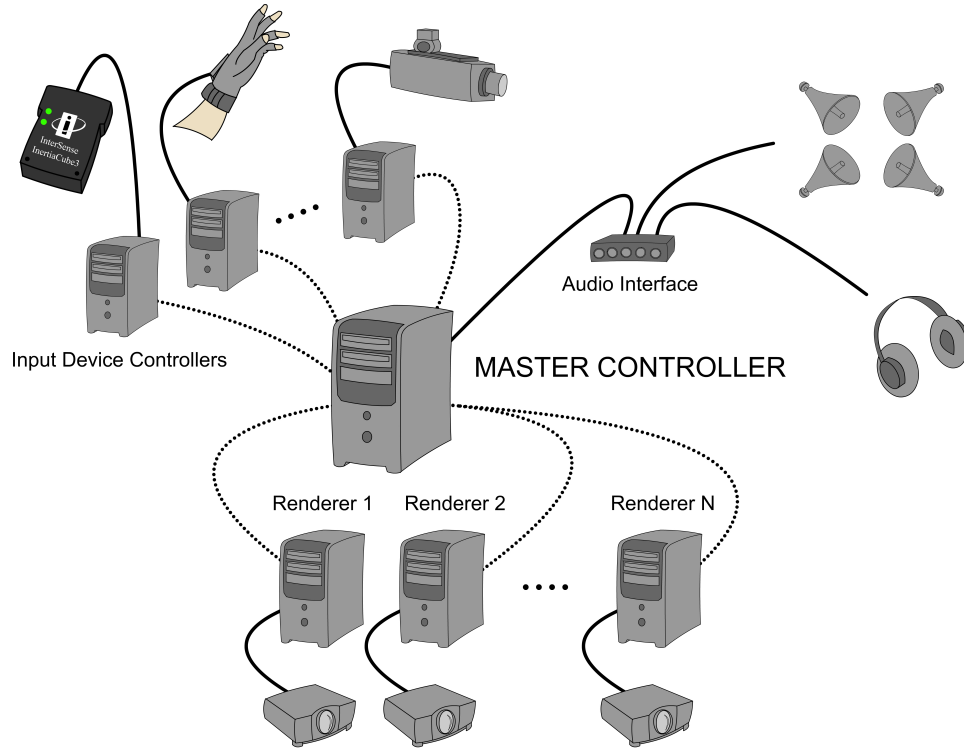 InterSense
InertiaCube3
Audio Interface
Input Device Controllers
MASTER CONTROLLER
Renderer 1
Renderer 2
Renderer N